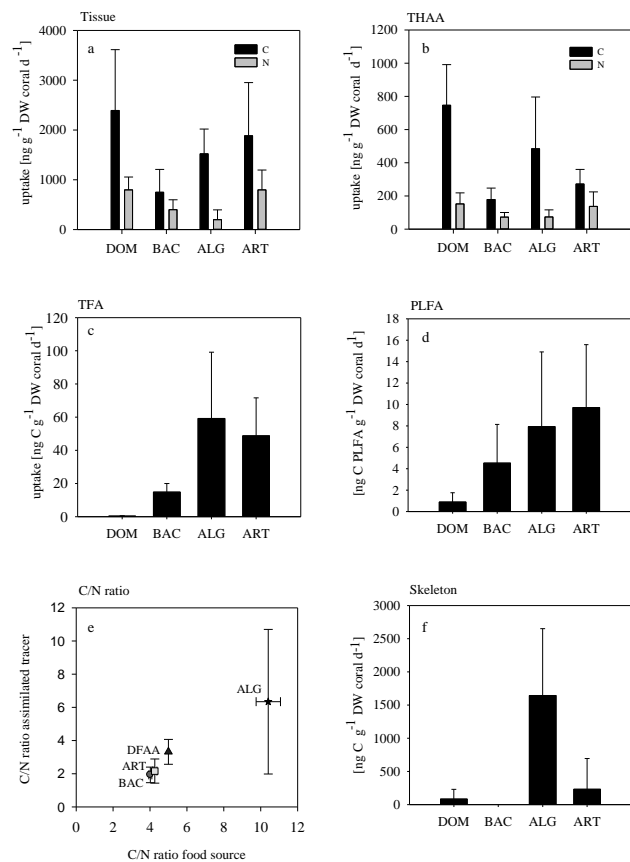 Tissue
a
C
N
uptake [ng g-1 DW coral d-1]
4000
3000
2000
1000
0
DOM BAC ALG ART
THAA
b
C
N
uptake [ng g-1 DW coral d-1]
1200
1000
800
600
400
200
0
DOM BAC ALG ART
TFA
c
uptake [ng C g-1 DW coral d-1]
120
100
80
60
40
20
0
DOM BAC ALG ART
PLFA
d
[ng C PLFA g-1 DW coral d-1]
18
16
14
12
10
8
6
4
2
0
DOM BAC ALG ART
C/N ratio
e
C/N ratio assimilated tracer
12
10
8
6
4
2
0
ALG
DFAA
ART
BAC
0 2 4 6 8 10 12
C/N ratio food source
Skeleton
f
[ng C g-1 DW coral d-1]
3000
2500
2000
1500
1000
500
0
DOM BAC ALG ART